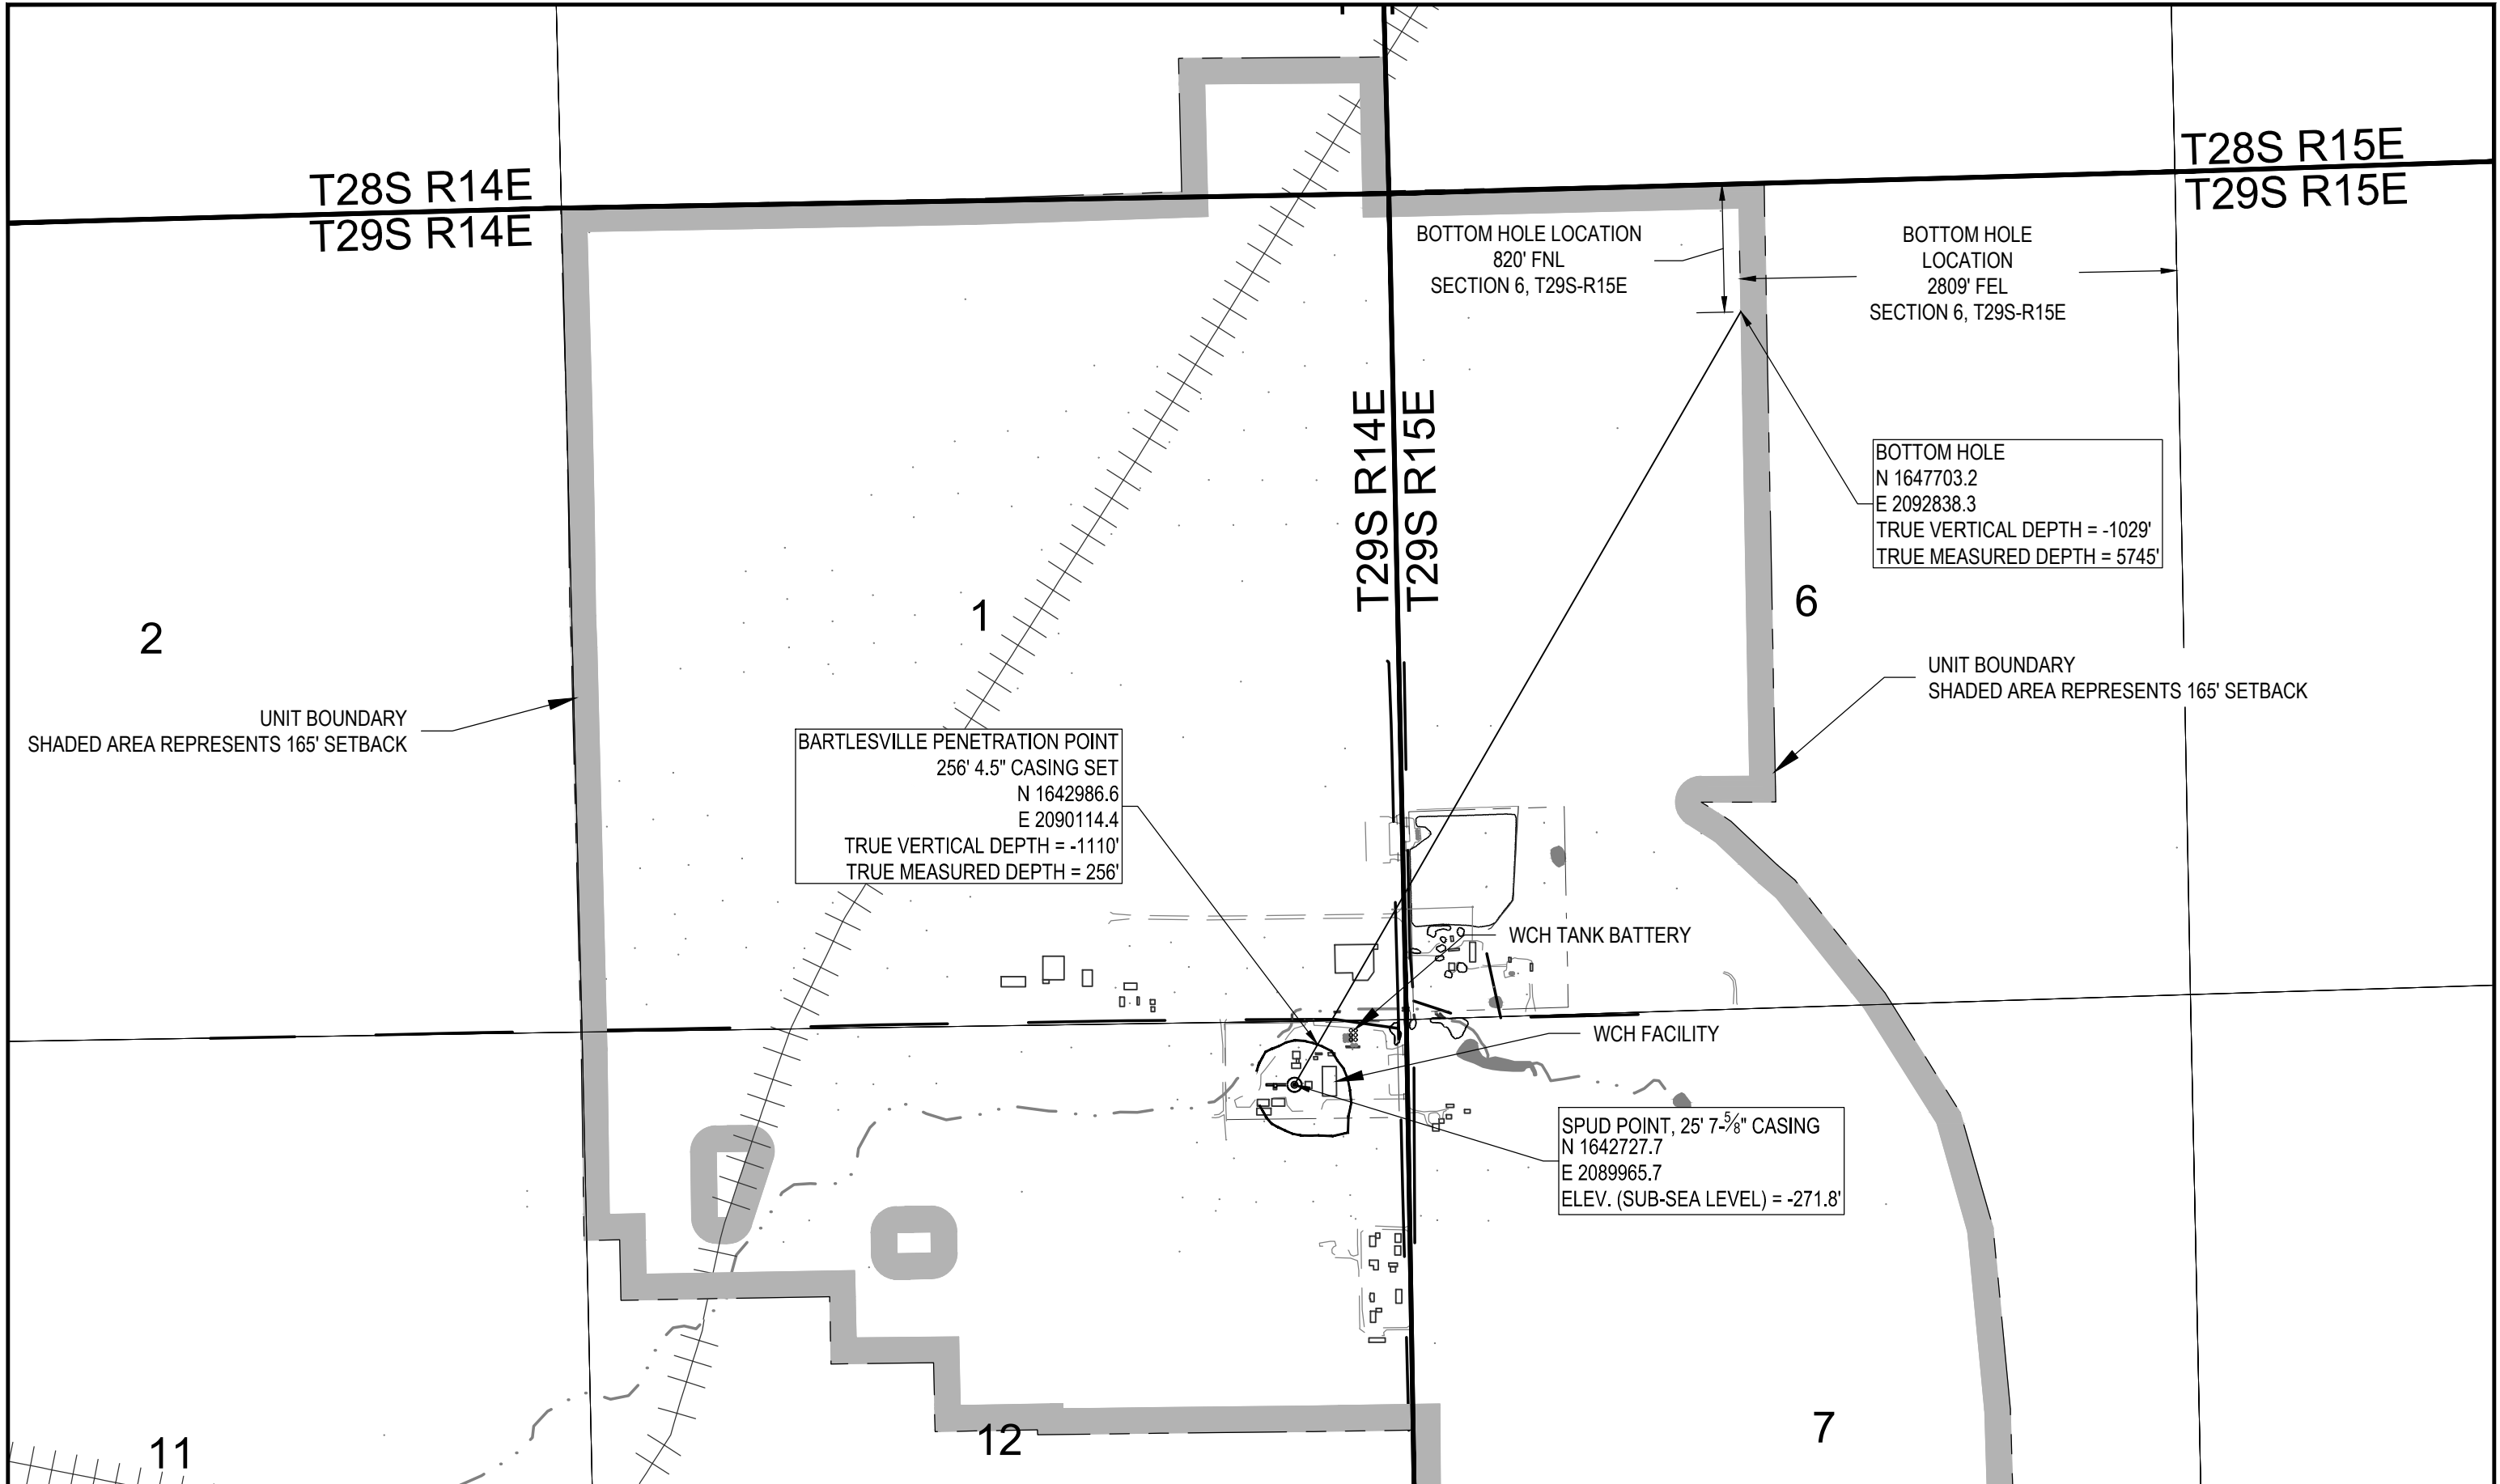 T28S R14E
T29S R14E
T28S R15E
T29S R15E
BOTTOM HOLE LOCATION
820' FNL
SECTION 6, T29S-R15E
BOTTOM HOLE
LOCATION
2809' FEL
SECTION 6, T29S-R15E
T29S R14E
T29S R15E
BOTTOM HOLE
N 1647703.2
E 2092838.3
TRUE VERTICAL DEPTH = -1029'
TRUE MEASURED DEPTH = 5745'
2
1
6
UNIT BOUNDARY
SHADED AREA REPRESENTS 165' SETBACK
UNIT BOUNDARY
SHADED AREA REPRESENTS 165' SETBACK
BARTLESVILLE PENETRATION POINT
256' 4.5" CASING SET
N 1642986.6
E 2090114.4
TRUE VERTICAL DEPTH = -1110'
TRUE MEASURED DEPTH = 256'
WCH TANK BATTERY
WCH FACILITY
SPUD POINT, 25' 7-5/8" CASING
N 1642727.7
E 2089965.7
ELEV. (SUB-SEA LEVEL) = -271.8'
11
12
7